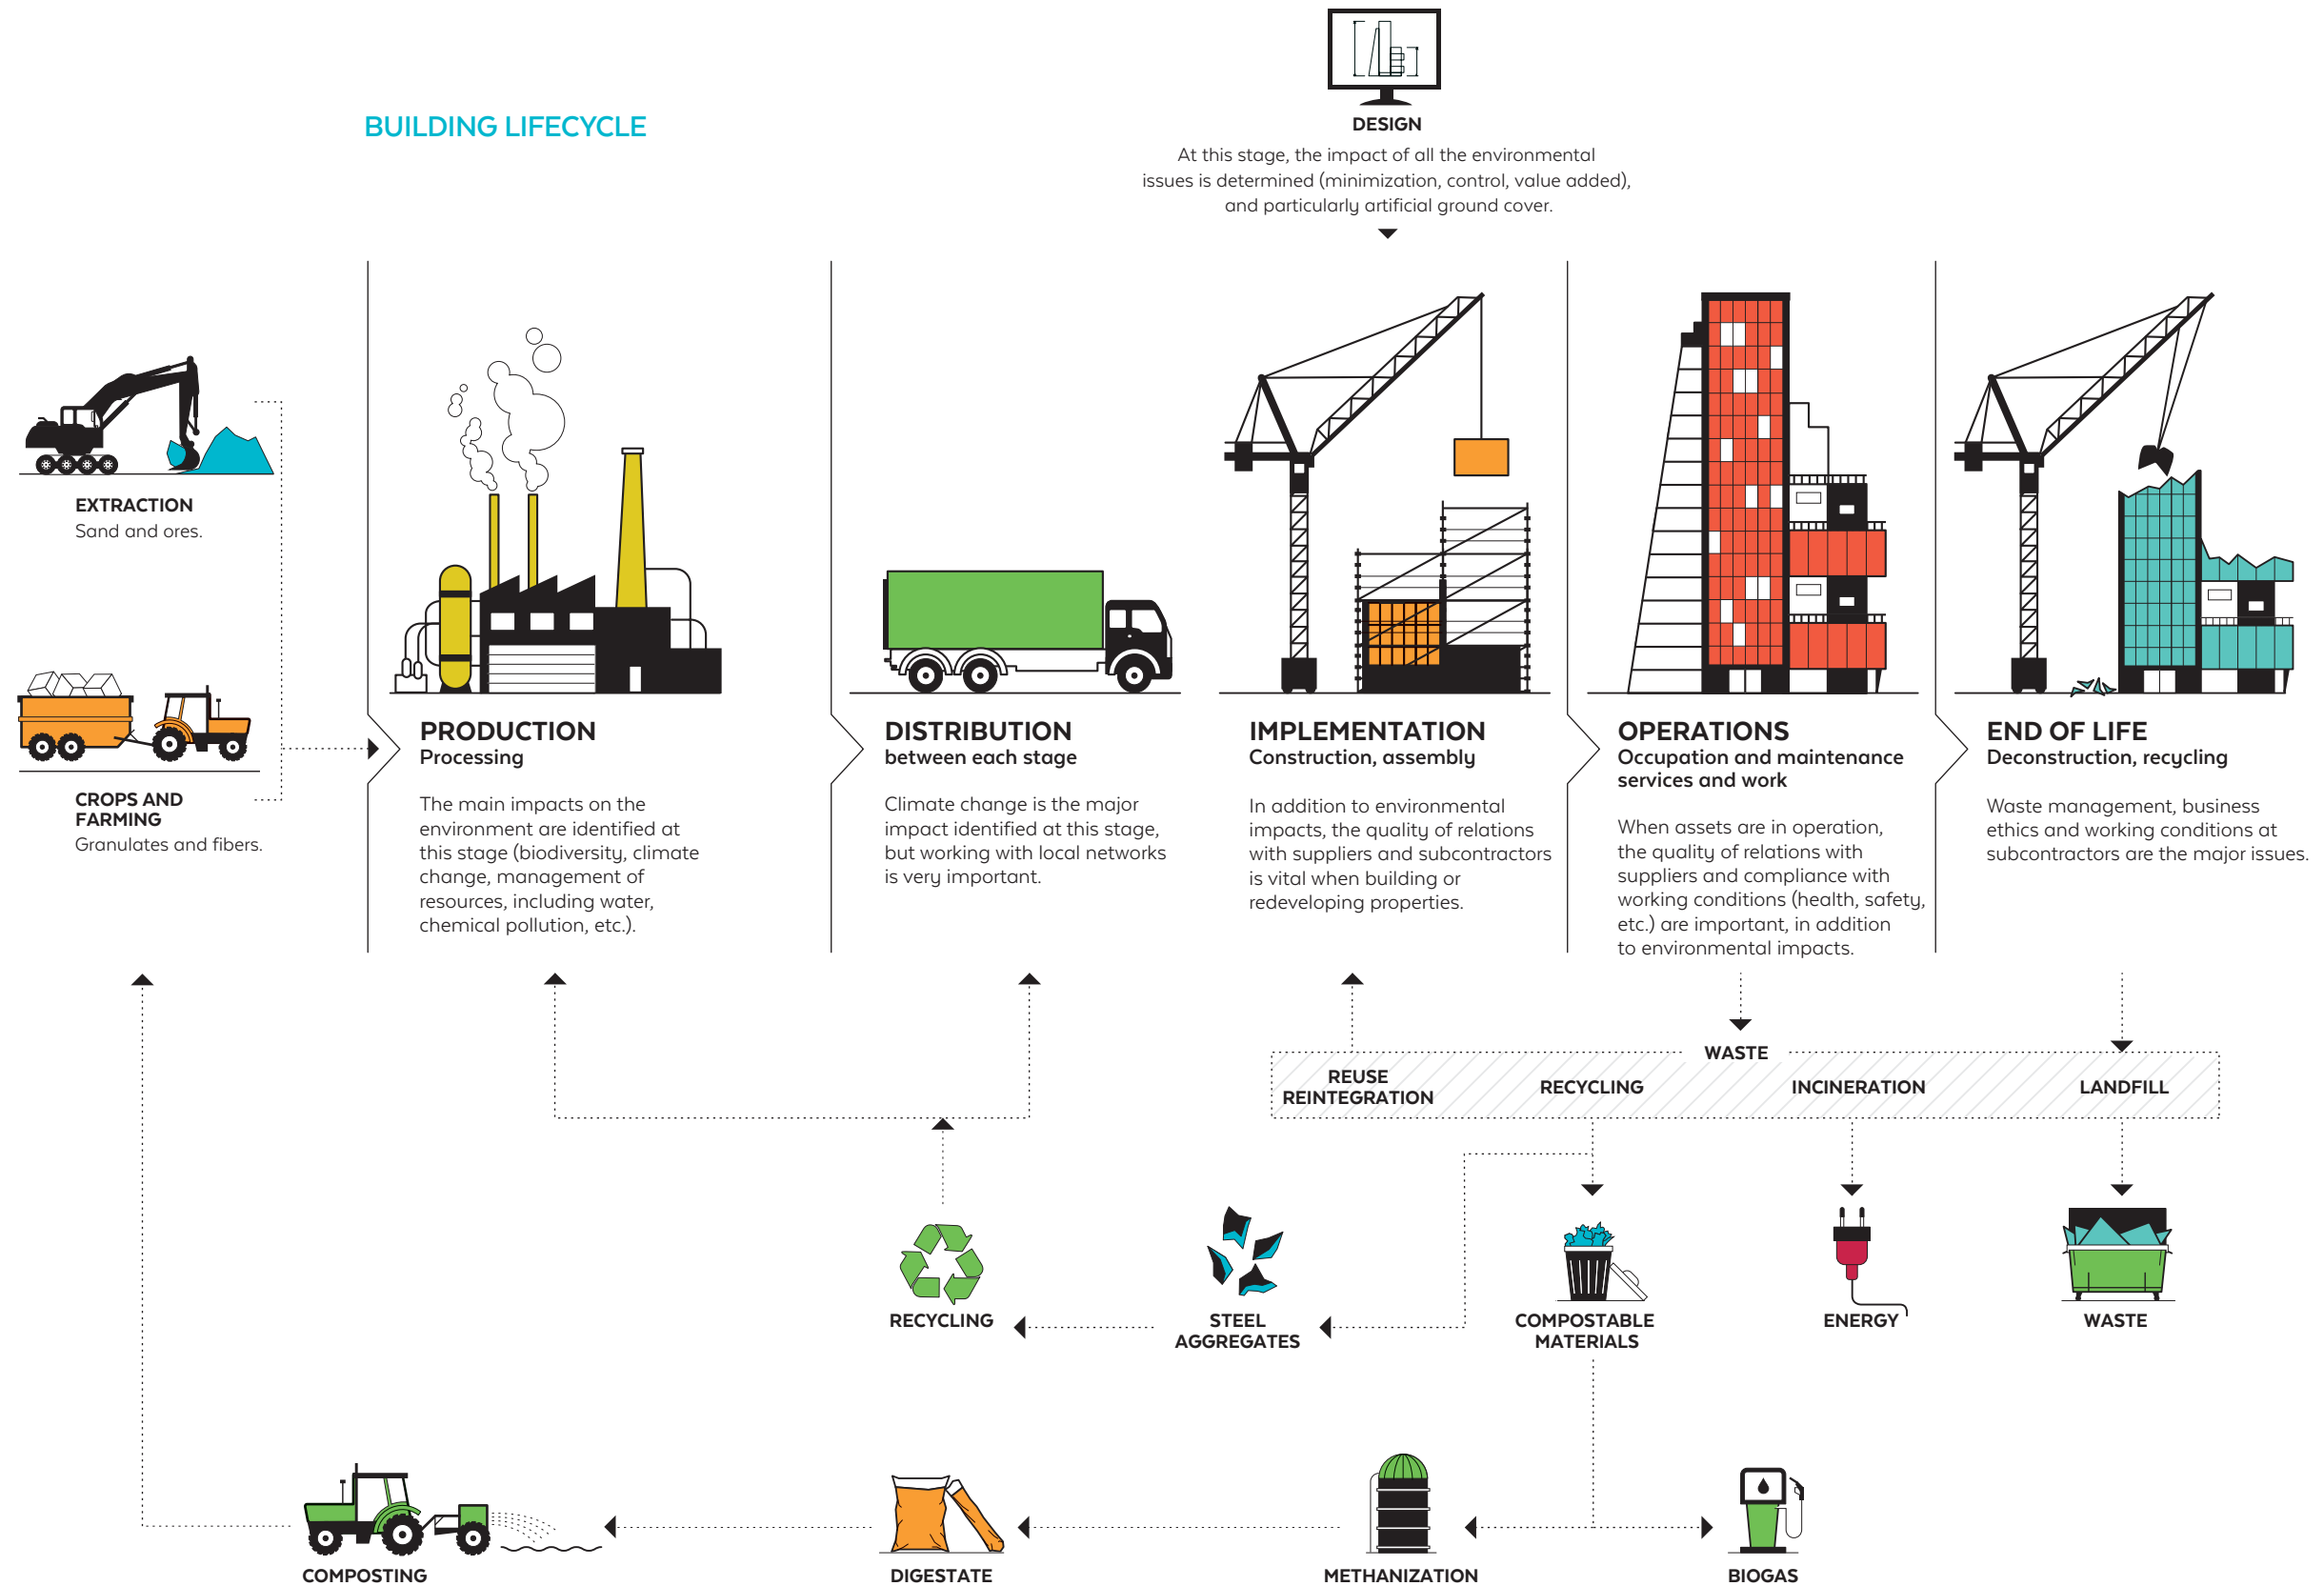 BUILDING LIFECYCLE
DESIGN
At this stage, the impact of all the environmental
issues is determined (minimization, control, value added),
and particularly artificial ground cover.
EXTRACTION
Sand and ores.
CROPS AND
FARMING
Granulates and fibers.
PRODUCTION
Processing
The main impacts on the
environment are identified at
this stage (biodiversity, climate
change, management of
resources, including water,
chemical pollution, etc.).
DISTRIBUTION
between each stage
Climate change is the major
impact identified at this stage,
but working with local networks
is very important.
IMPLEMENTATION
Construction, assembly
In addition to environmental
impacts, the quality of relations
with suppliers and subcontractors
is vital when building or
redeveloping properties.
OPERATIONS
Occupation and maintenance
services and work
When assets are in operation,
the quality of relations with
suppliers and compliance with
working conditions (health, safety,
etc.) are important, in addition
to environmental impacts.
END OF LIFE
Deconstruction, recycling
Waste management, business
ethics and working conditions at
subcontractors are the major issues.
WASTE
REUSE
REINTEGRATION
RECYCLING
INCINERATION
LANDFILL
RECYCLING
STEEL
AGGREGATES
COMPOSTABLE
MATERIALS
ENERGY
WASTE
COMPOSTING
DIGESTATE
METHANIZATION
BIOGAS